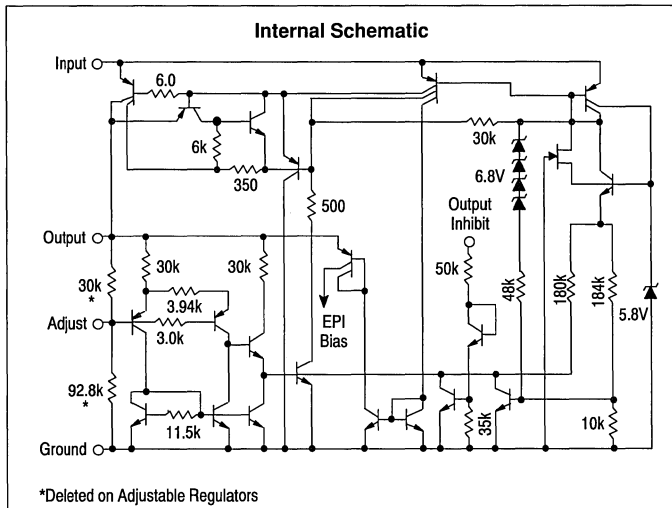 Internal Schematic
Input
6.0
6k
350
30k
6.8V
500
Output
Inhibit
Output
50k
30k
*
30k
3.94k
30k
48k
180k
184k
5.8V
Adjust
3.0k
EPI
Bias
92.8k
*
11.5k
35k
10k
Ground
*Deleted on Adjustable Regulators